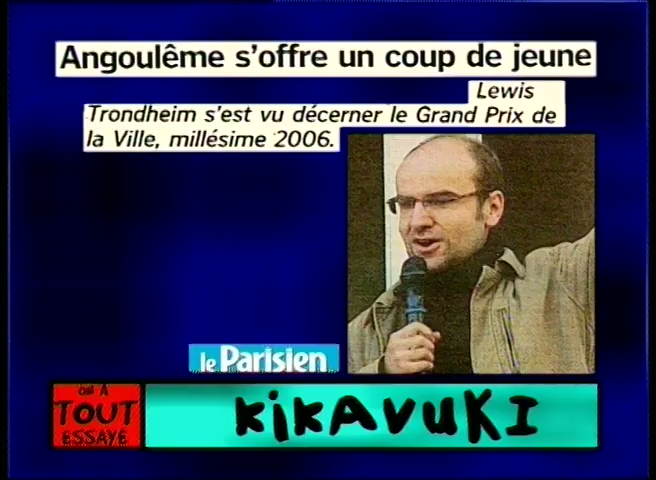 Angoulême s'offre un coup de jeune
Lewis
Trondheim s'est vu décerner le Grand Prix de
la Ville, millésime 2006.
le Parisien
ON A
TOUT
ESSAYÉ
KiKAVUKI